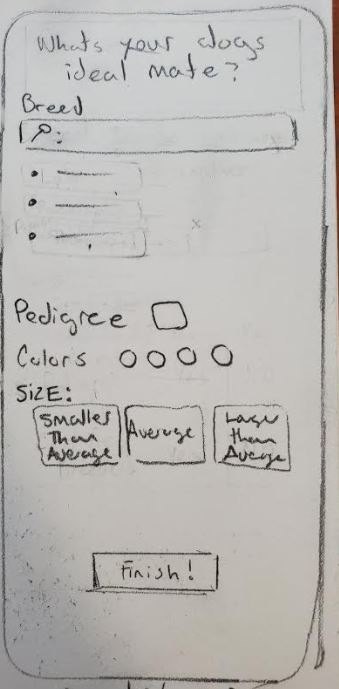 Whats your dogs
ideal mate?
Breed
Pedigree
Colors
SIZE:
Smaller
Than
Average
Average
Larger
than
Average
Finish!